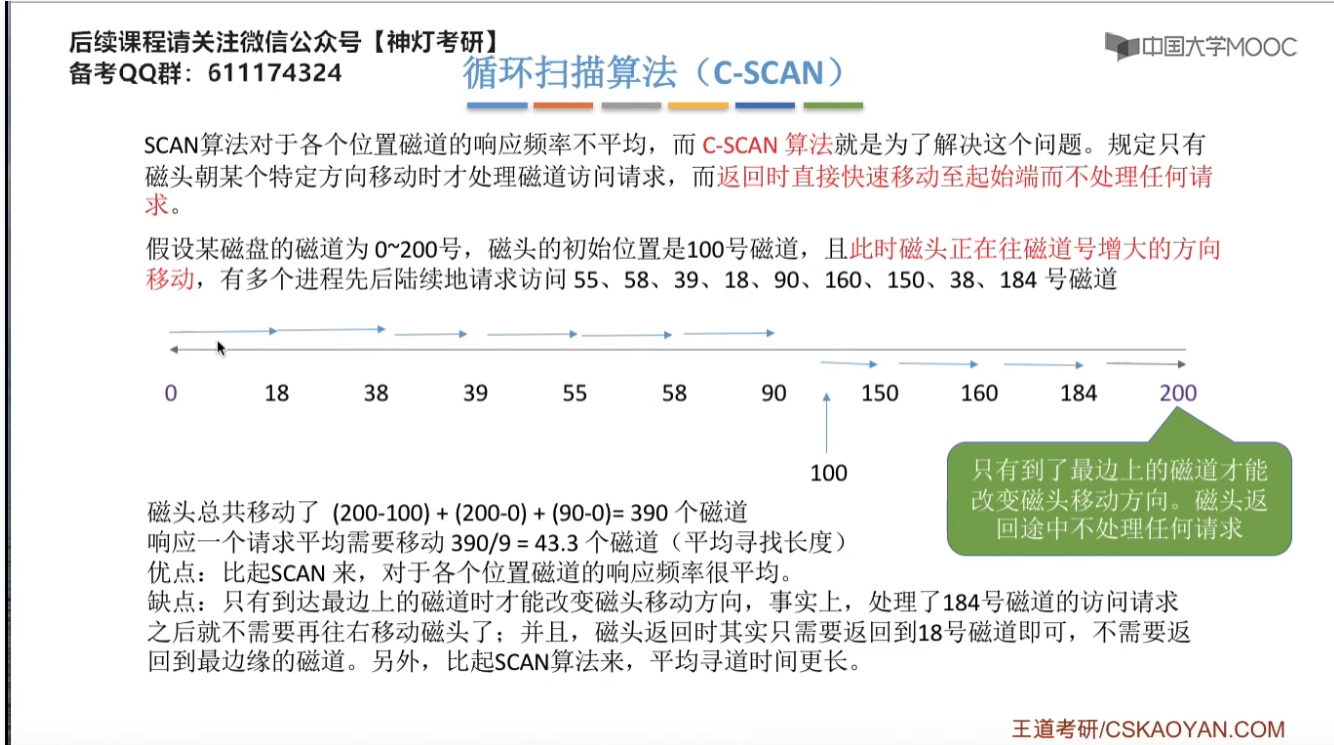 后续课程请关注微信公众号【神灯考研】
备考QQ群：611174324
中国大学MOOC
循环扫描算法（C-SCAN）
SCAN算法对于各个位置磁道的响应频率不平均，而 C-SCAN 算法就是为了解决这个问题。规定只有
磁头朝某个特定方向移动时才处理磁道访问请求，而返回时直接快速移动至起始端而不处理任何请
求。
假设某磁盘的磁道为 0~200号，磁头的初始位置是100号磁道，且此时磁头正在往磁道号增大的方向
移动，有多个进程先后陆续地请求访问 55、58、39、18、90、160、150、38、184 号磁道
0 18 38 39 55 58 90 150 160 184 200
100
只有到了最边上的磁道才能
改变磁头移动方向。磁头返
回途中不处理任何请求
磁头总共移动了 (200-100) + (200-0) + (90-0)= 390 个磁道
响应一个请求平均需要移动 390/9 = 43.3 个磁道（平均寻找长度）
优点：比起SCAN 来，对于各个位置磁道的响应频率很平均。
缺点：只有到达最边上的磁道时才能改变磁头移动方向，事实上，处理了184号磁道的访问请求
之后就不需要再往右移动磁头了；并且，磁头返回时其实只需要返回到18号磁道即可，不需要返
回到最边缘的磁道。另外，比起SCAN算法来，平均寻道时间更长。
王道考研/CSKAOYAN.COM